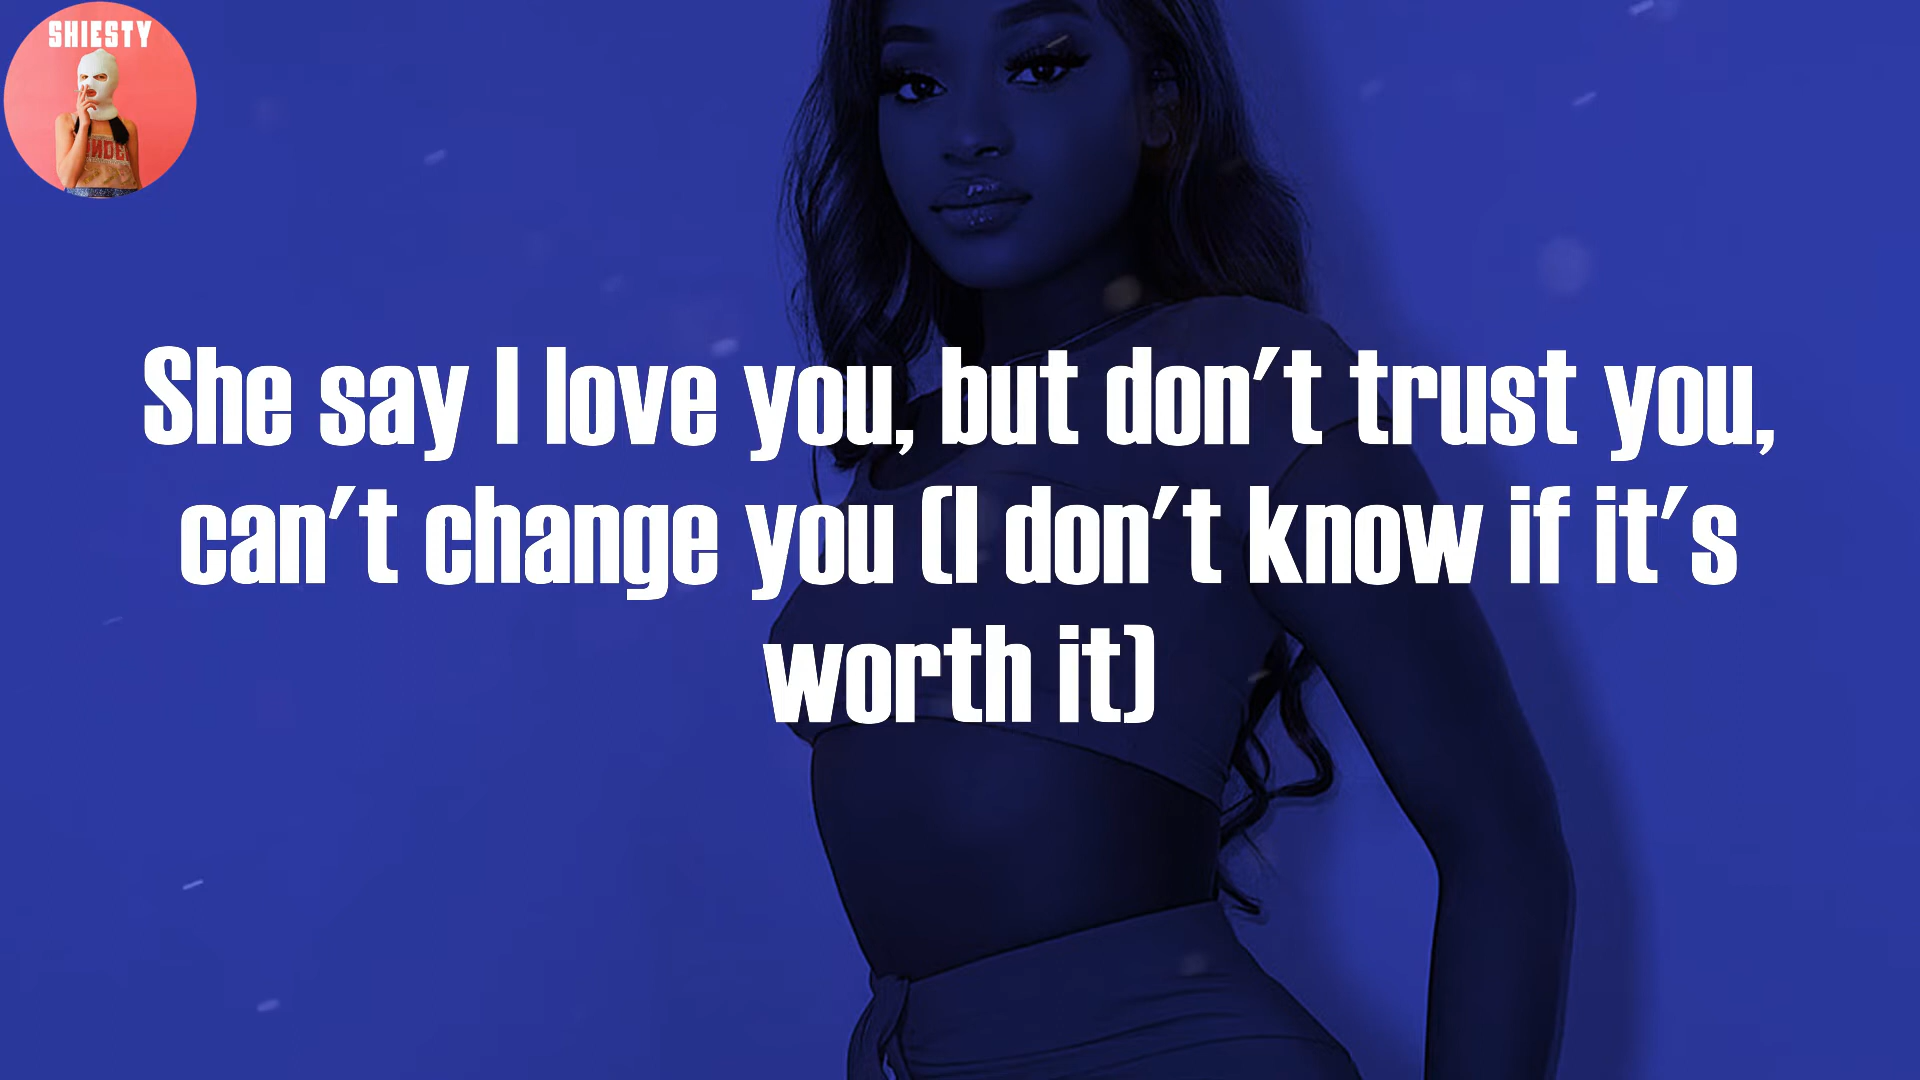 SHIESTY
She say I love you, but don't trust you,
can't change you (I don't know if it's
worth it)